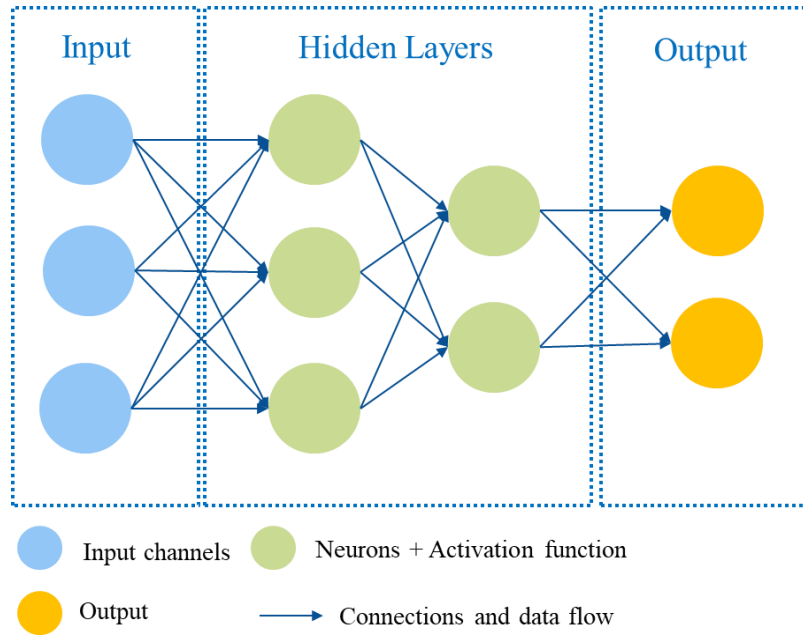 Input
Hidden Layers
Output
Input channels
Neurons + Activation function
Output
Connections and data flow